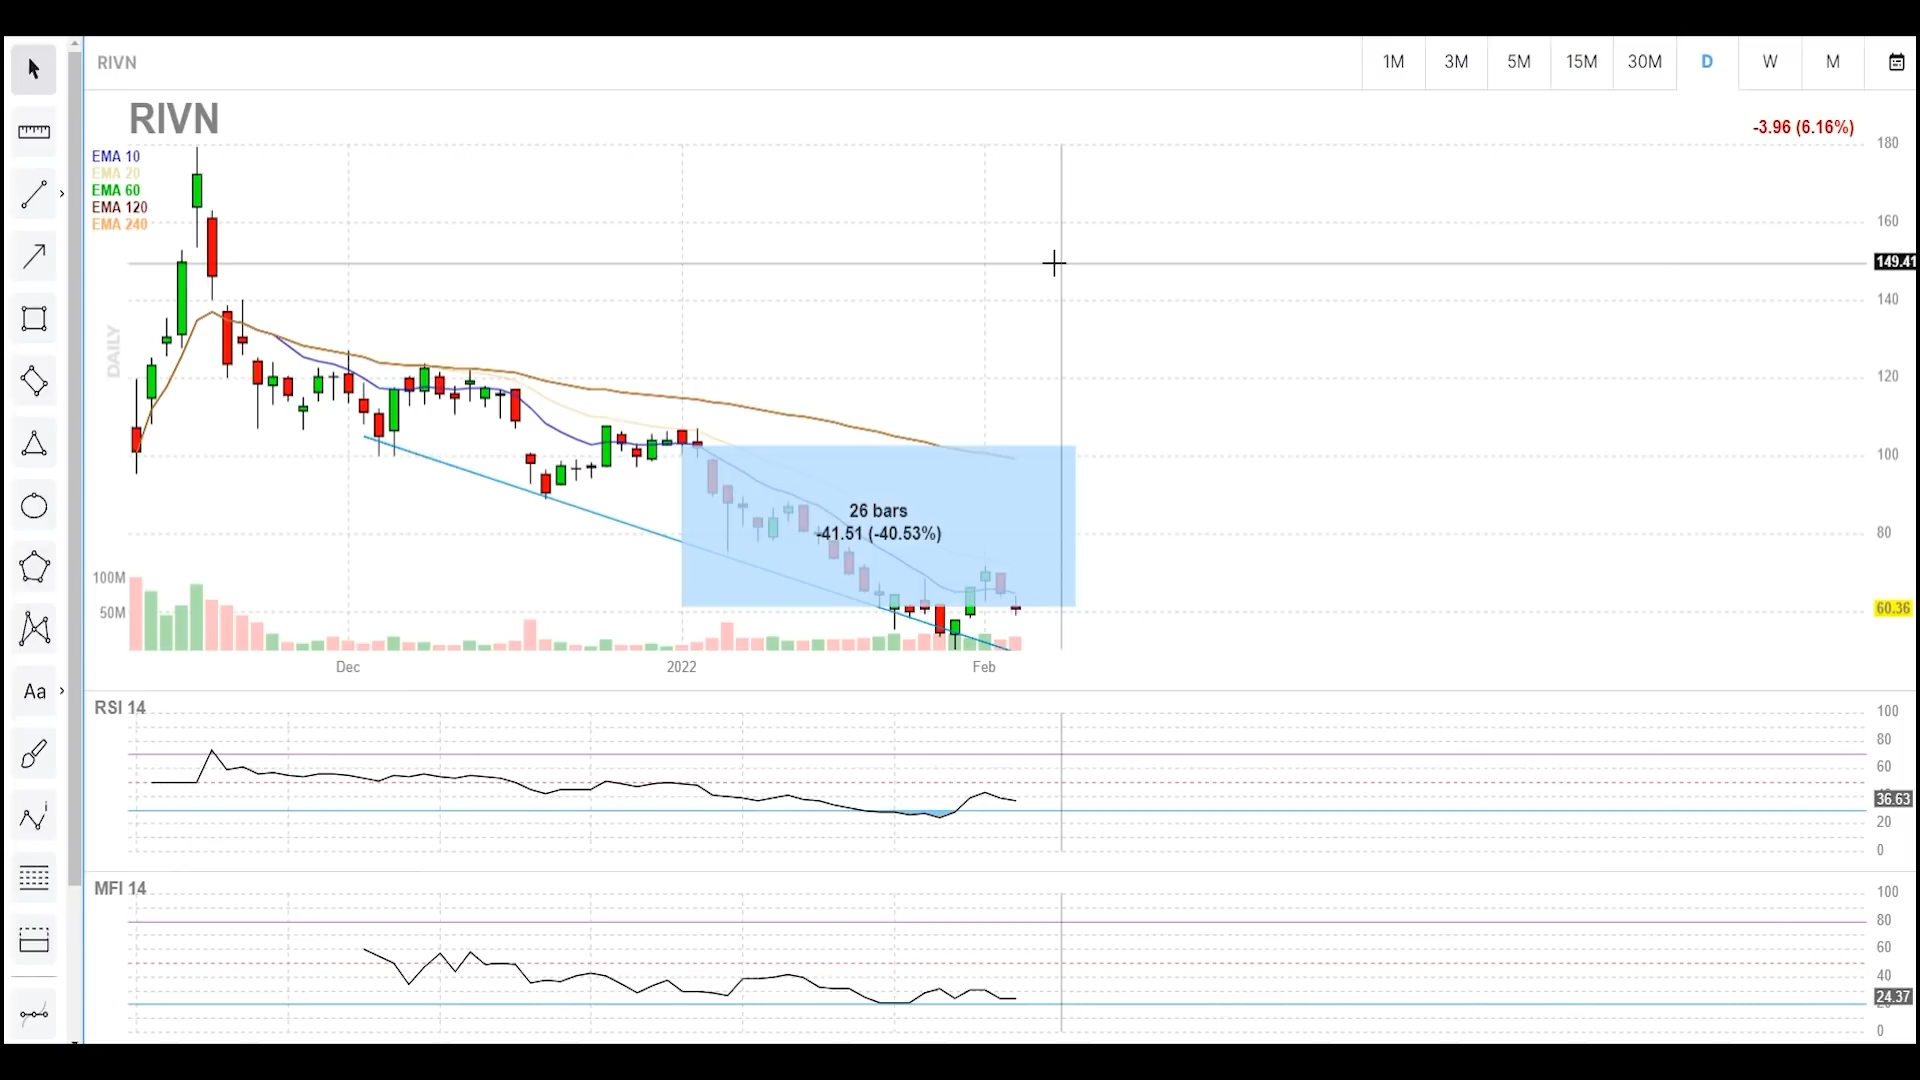 RIVN
1M 3M 5M 15M 30M D W M
RIVN
-3.96 (6.16%)
EMA 10
EMA 20
EMA 60
EMA 120
EMA 240
DAILY
180
160
149.41
140
120
100
80
60.36
26 bars
-41.51 (-40.53%)
100M
50M
Dec 2022 Feb
Aa
i
RSI 14
100
80
60
36.63
20
0
MFI 14
100
80
60
40
24.37
0